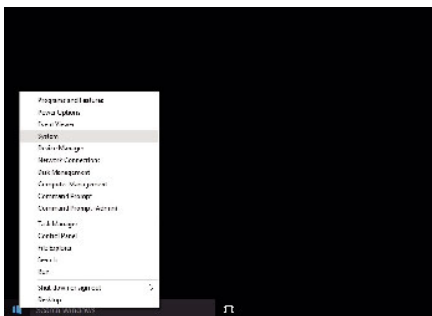 Programs and Features
Power Options
Event Viewer
System
Device Manager
Network Connections
Disk Management
Computer Management
Command Prompt
Command Prompt (Admin)
Task Manager
Control Panel
File Explorer
Search
Run
Shut down or sign out
Desktop